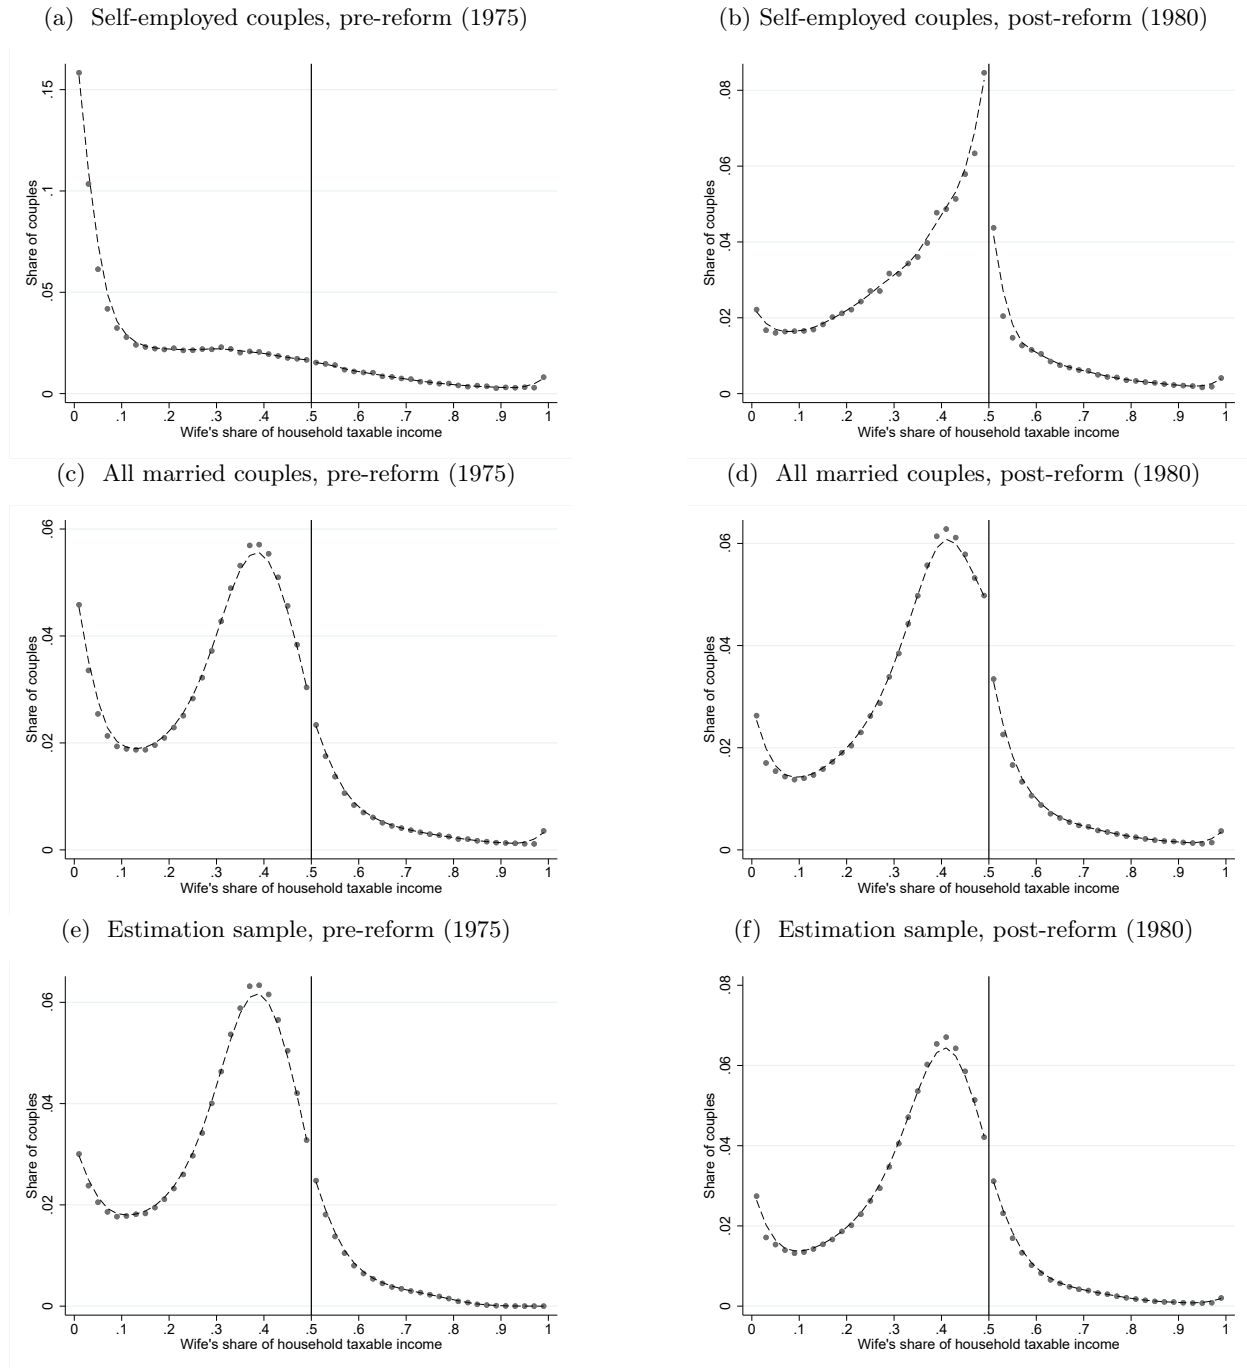 (a) Self-employed couples, pre-reform (1975)
(b) Self-employed couples, post-reform (1980)
Share of couples
0
.05
.1
.15
0 .1 .2 .3 .4 .5 .6 .7 .8 .9 1
Wife's share of household taxable income
Share of couples
0
.02
.04
.06
.08
0 .1 .2 .3 .4 .5 .6 .7 .8 .9 1
Wife's share of household taxable income
(c) All married couples, pre-reform (1975)
(d) All married couples, post-reform (1980)
Share of couples
0
.02
.04
.06
0 .1 .2 .3 .4 .5 .6 .7 .8 .9 1
Wife's share of household taxable income
Share of couples
0
.02
.04
.06
0 .1 .2 .3 .4 .5 .6 .7 .8 .9 1
Wife's share of household taxable income
(e) Estimation sample, pre-reform (1975)
(f) Estimation sample, post-reform (1980)
Share of couples
0
.02
.04
.06
0 .1 .2 .3 .4 .5 .6 .7 .8 .9 1
Wife's share of household taxable income
Share of couples
0
.02
.04
.06
.08
0 .1 .2 .3 .4 .5 .6 .7 .8 .9 1
Wife's share of household taxable income